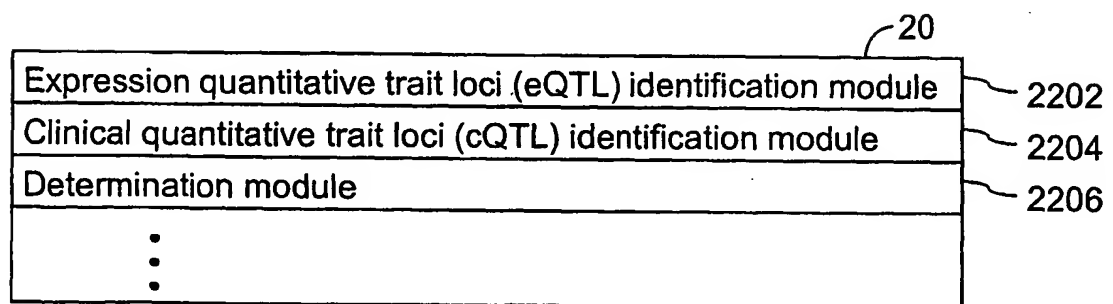 20
Expression quantitative trait loci (eQTL) identification module 2202
Clinical quantitative trait loci (cQTL) identification module 2204
Determination module 2206